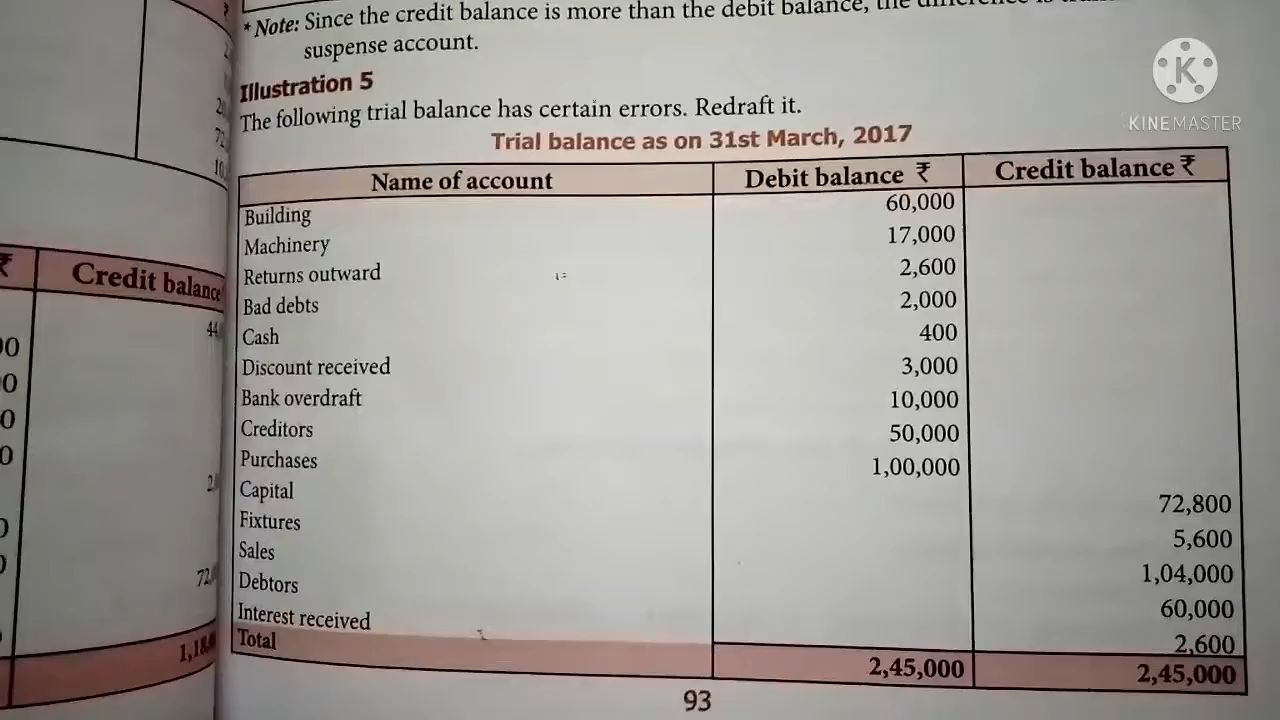 * Note: Since the credit balance is more than the debit balance, the difference is
suspense account.
Illustration 5
The following trial balance has certain errors. Redraft it.
Trial balance as on 31st March, 2017
Name of account Debit balance ₹ Credit balance ₹
Building 60,000
Machinery 17,000
Returns outward 2,600
Bad debts 2,000
Cash 400
Discount received 3,000
Bank overdraft 10,000
Creditors 50,000
Purchases 1,00,000
Capital 72,800
Fixtures 5,600
Sales 1,04,000
Debtors 60,000
Interest received 2,600
Total 2,45,000 2,45,000
93
₹ Credit balance
K
KINEMASTER